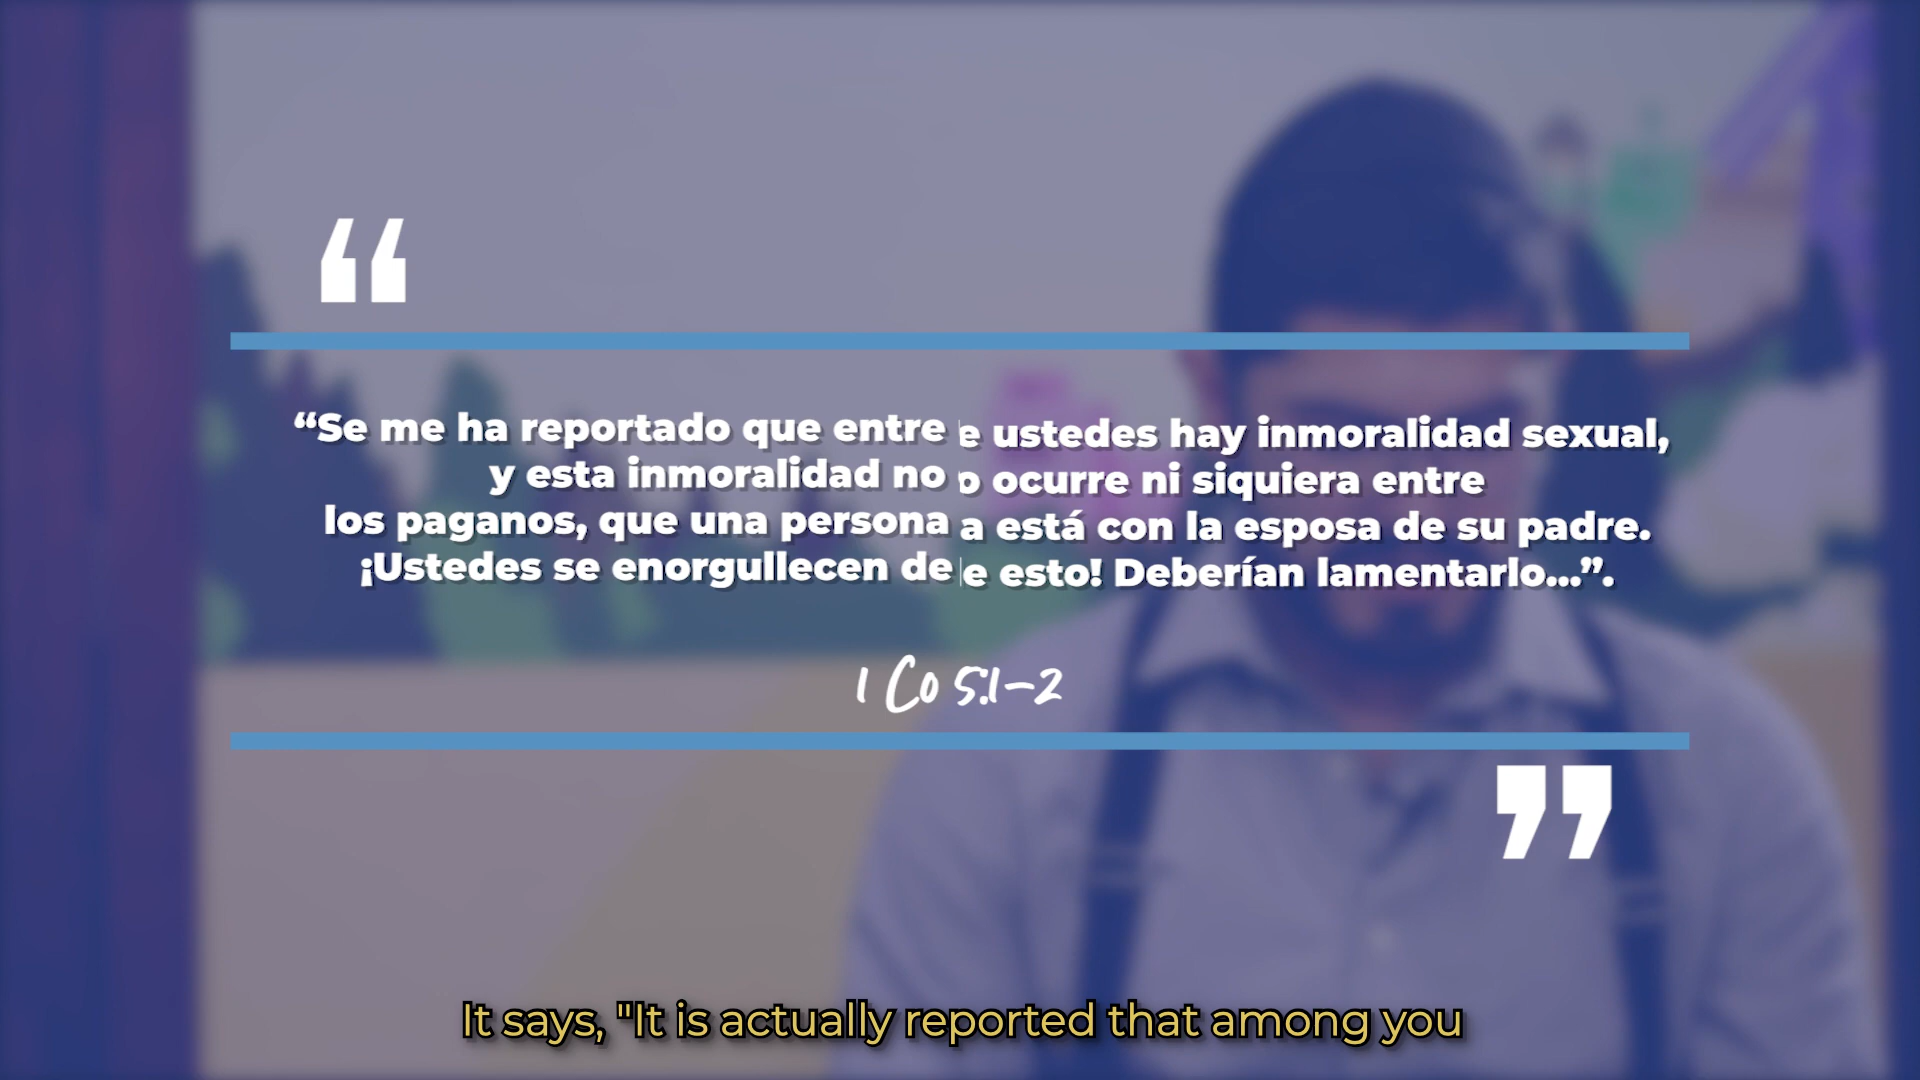 “
“Se me ha reportado que entre ustedes hay inmoralidad sexual,
y esta inmoralidad no ocurre ni siquiera entre
los paganos, que una persona está con la esposa de su padre.
¡Ustedes se enorgullecen de esto! Deberían lamentarlo...”.
1 Co 5:1-2
”
It says, "It is actually reported that among you